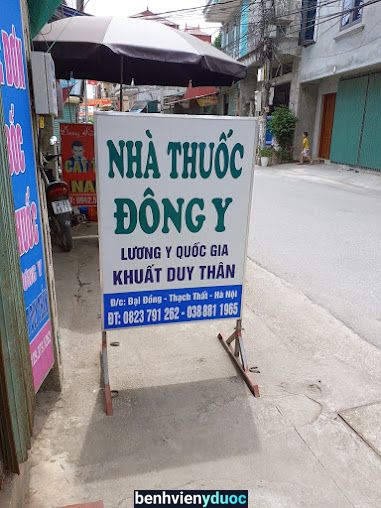 NHÀ THUỐC
ĐÔNG Y
LƯƠNG Y QUỐC GIA
KHUẤT DUY THÂN
Đ/c: Đại Đồng - Thạch Thất - Hà Nội
ĐT: 0823 791 262 - 038 881 1965
CẮT
benhvienyduoc